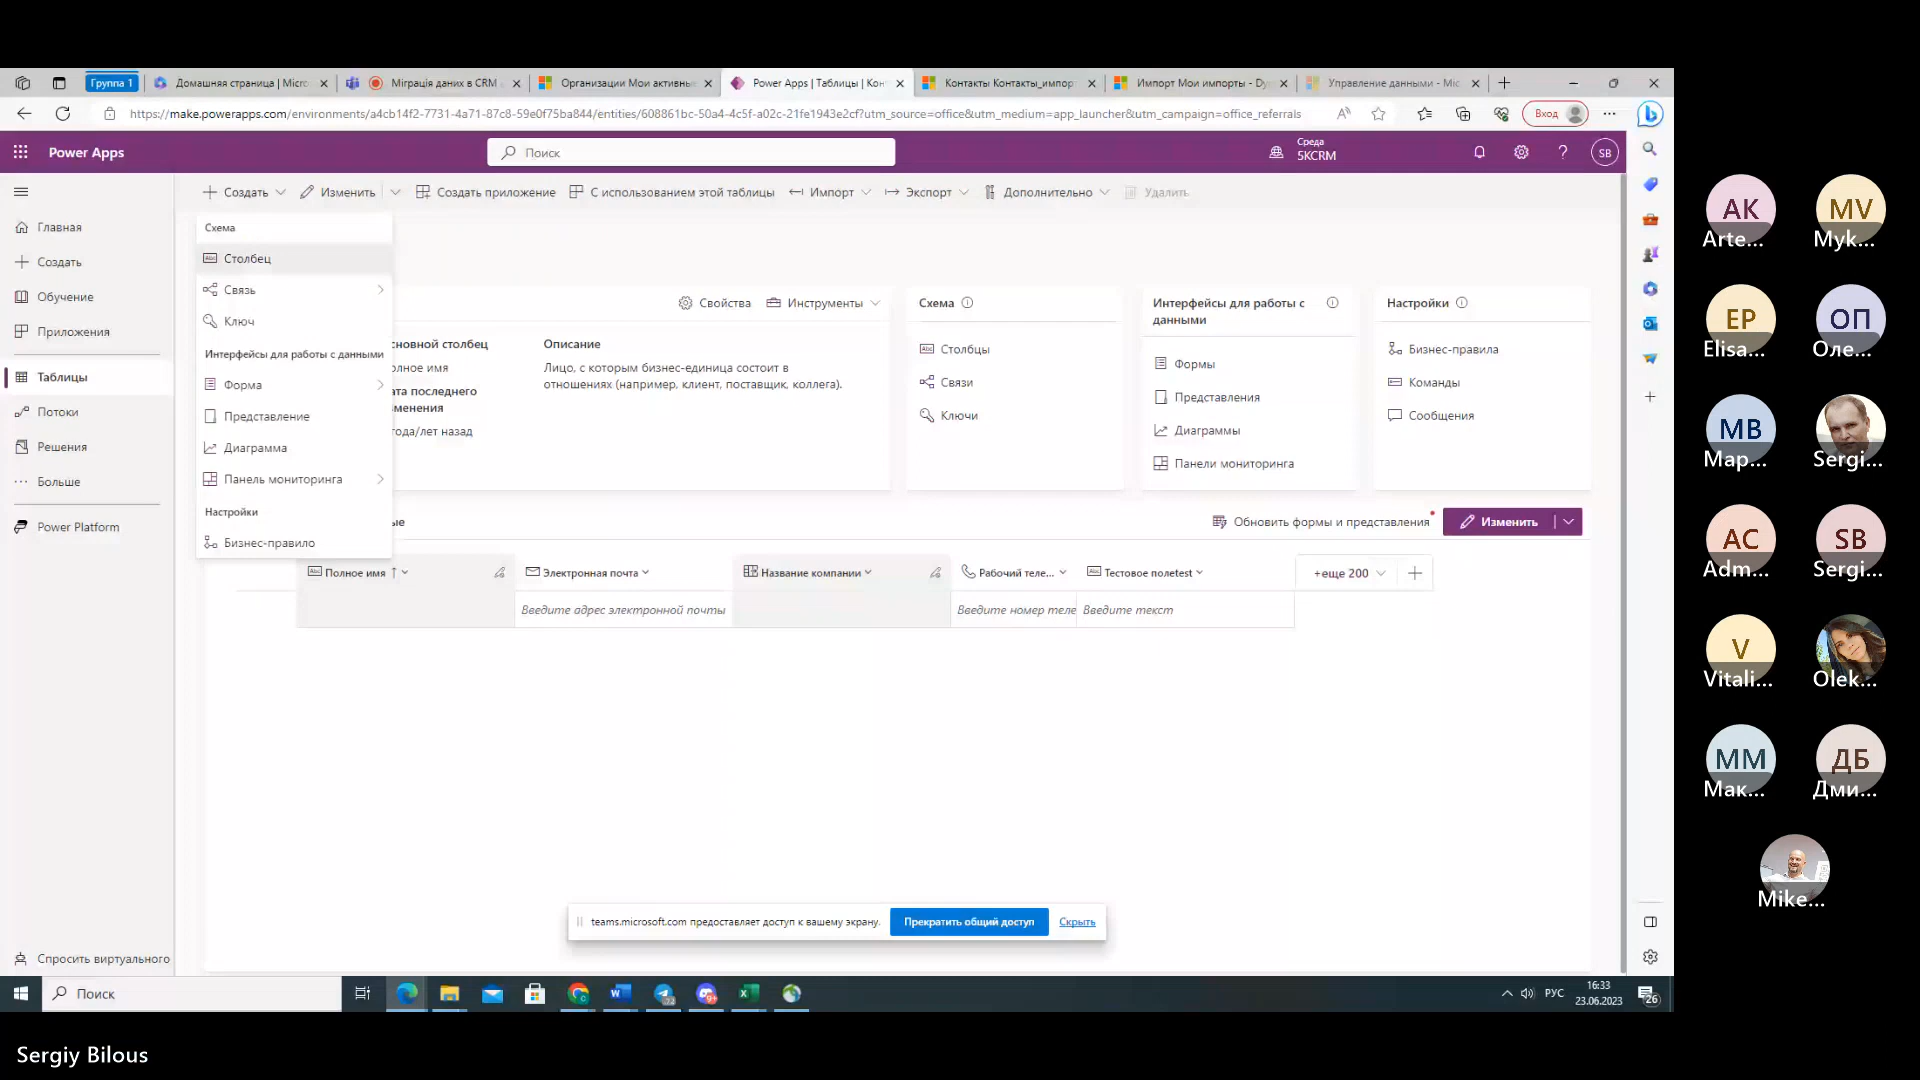 Группа 1
Домашняя страница | Micro
Міграція даних в CRM
Организации Мои активны
Power Apps | Таблицы | Кон
Контакты Контакты_импор
Импорт Мои импорты - Dy
Управление данными - Mic
https://make.powerapps.com/environments/a4cb14f2-7731-4a71-87c8-59e0f75ba844/entities/608861bc-50a4-4c5f-a02c-21fe1943e2cf?utm_source=office&utm_medium=app_launcher&utm_campaign=office_referrals
Вход
Power Apps
Поиск
Среда
5KCRM
SB
Создать
Изменить
Создать приложение
С использованием этой таблицы
Импорт
Экспорт
Дополнительно
Удалить
Главная
Создать
Обучение
Приложения
Таблицы
Потоки
Решения
Больше
Power Platform
Спросить виртуального
Схема
Столбец
Связь
Ключ
Интерфейсы для работы с данными
Форма
Представление
Диаграмма
Панель мониторинга
Настройки
Бизнес-правило
Свойства
Инструменты
сновной столбец
олное имя
ата последнего
зменения
года/лет назад
Описание
Лицо, с которым бизнес-единица состоит в
отношениях (например, клиент, поставщик, коллега).
Схема
Столбцы
Связи
Ключи
Интерфейсы для работы с
данными
Формы
Представления
Диаграммы
Панели мониторинга
Настройки
Бизнес-правила
Команды
Сообщения
ые
Обновить формы и представления
Изменить
Полное имя
Электронная почта
Название компании
Рабочий теле...
Тестовое полеtest
+еще 200
Введите адрес электронной почты
Введите номер теле
Введите текст
teams.microsoft.com предоставляет доступ к вашему экрану.
Прекратить общий доступ
Скрыть
Поиск
РУС
16:33
23.06.2023
26
AK
Arte...
MV
Myk...
EP
Elisa...
ОП
Оле...
МВ
Мар...
Sergi...
AC
Adm...
SB
Sergi...
V
Vitali...
Olek...
ММ
Мак...
ДБ
Дми...
Mike...
Sergiy Bilous